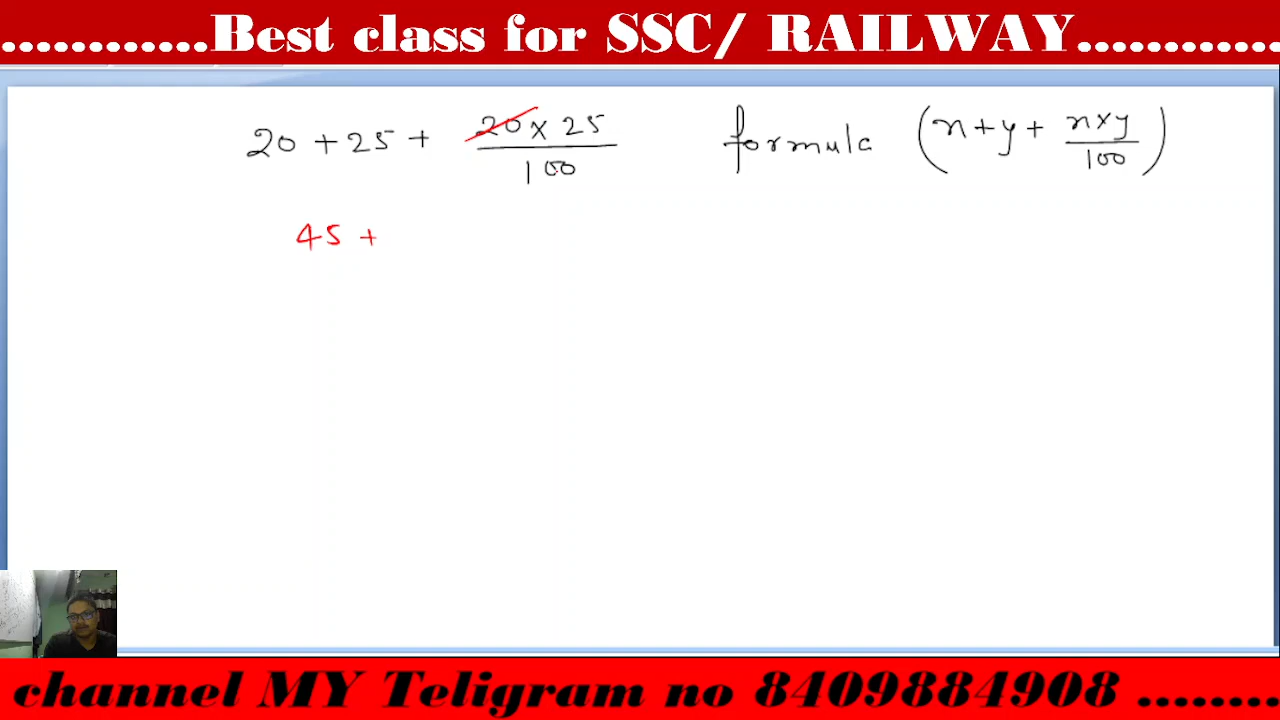 ............Best class for SSC/ RAILWAY............
20 + 25 + 20 x 25 / 100 formula (x + y + x x y / 100)
45 +
channel MY Teligram no 8409884908 ........